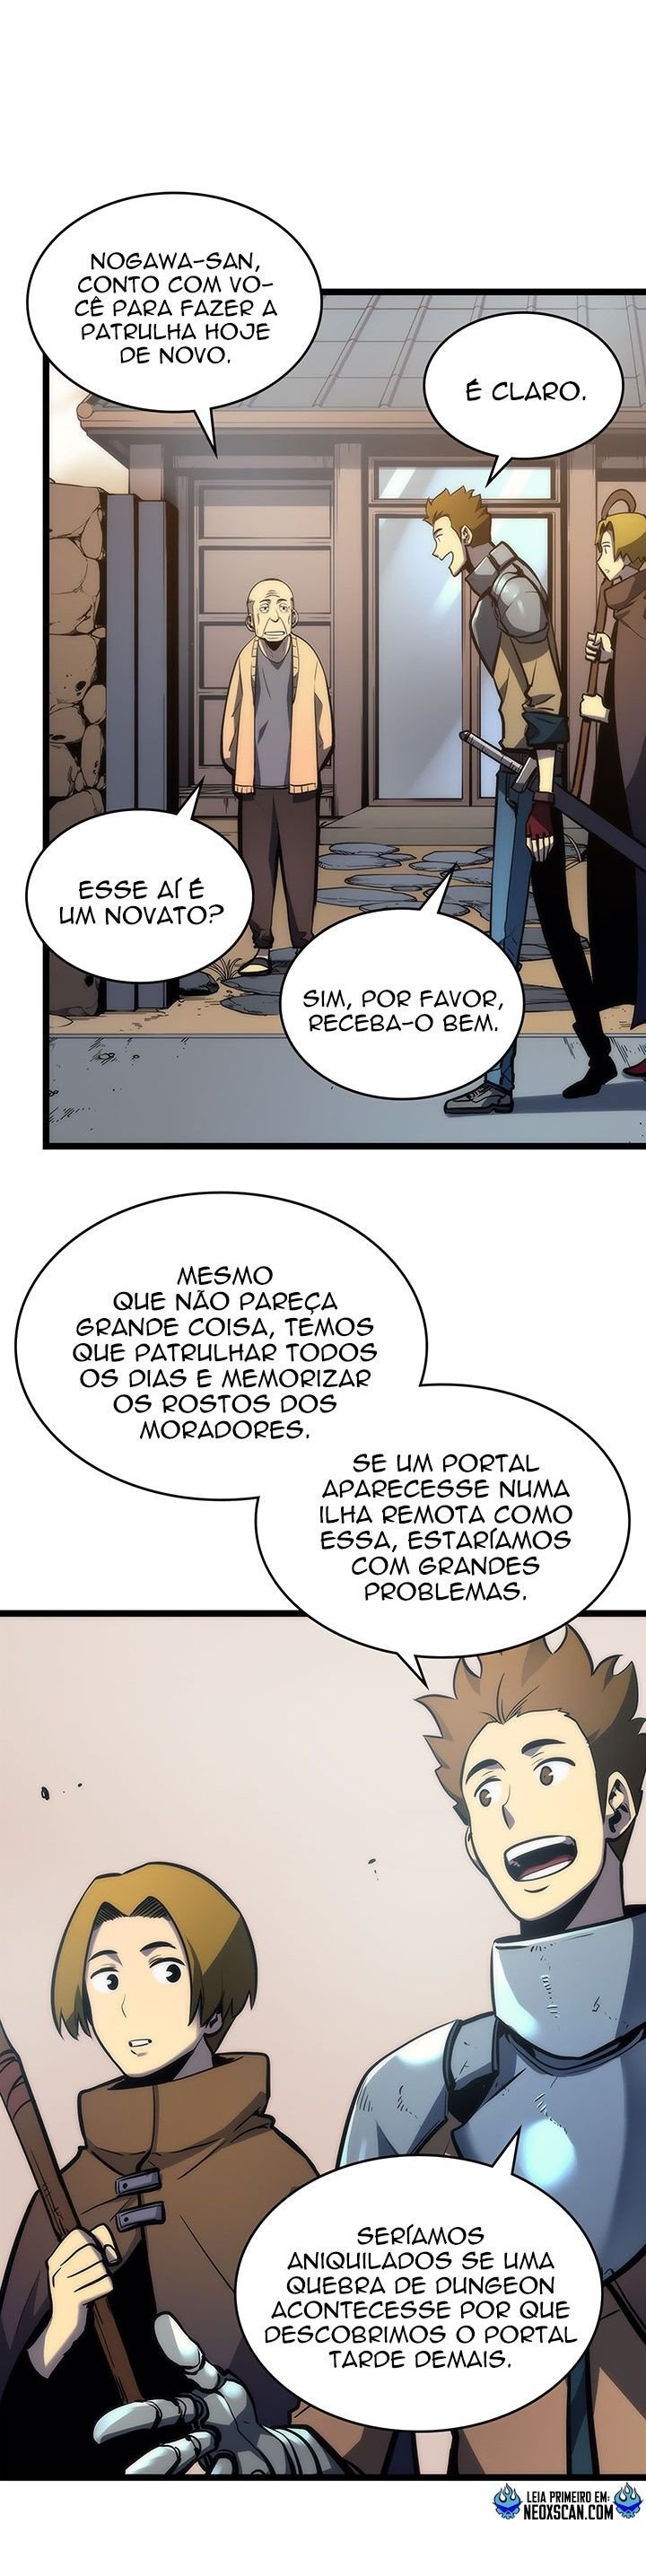 NOGAWA-SAN,
CONTO COM VO-
CÊ PARA FAZER A
PATRULHA HOJE
DE NOVO.
É CLARO.
ESSE AÍ É
UM NOVATO?
SIM, POR FAVOR,
RECEBA-O BEM.
MESMO
QUE NÃO PAREÇA
GRANDE COISA, TEMOS
QUE PATRULHAR TODOS
OS DIAS E MEMORIZAR
OS ROSTOS DOS
MORADORES.
SE UM PORTAL
APARECESSE NUMA
ILHA REMOTA COMO
ESSA, ESTARÍAMOS
COM GRANDES
PROBLEMAS.
SERÍAMOS
ANIQUILADOS SE UMA
QUEBRA DE DUNGEON
ACONTECESSE POR QUE
DESCOBRIMOS O PORTAL
TARDE DEMAIS.
LEIA PRIMEIRO EM:
NEOXSCAN.COM